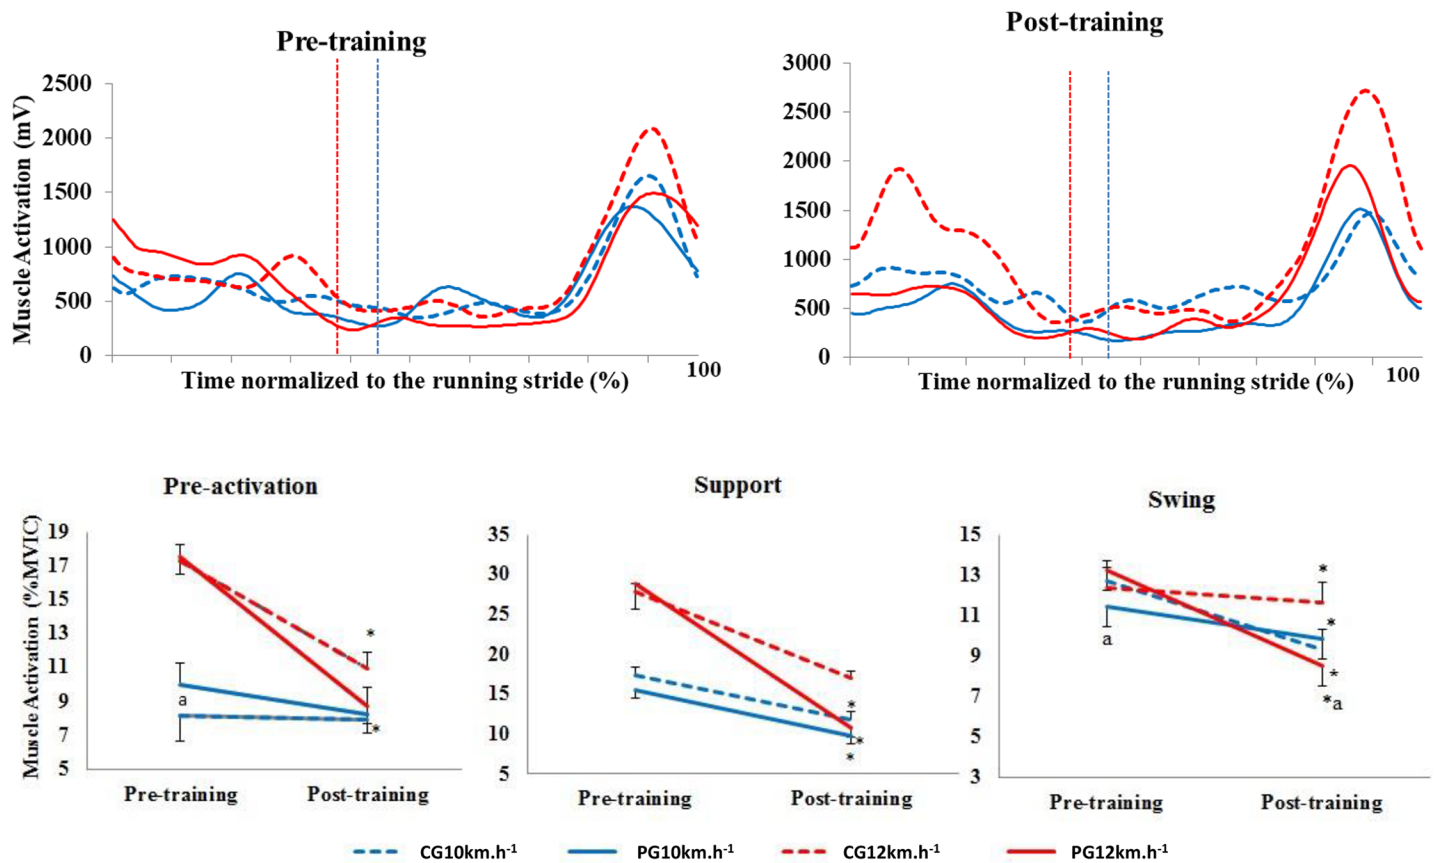 Pre-training
Post-training
Muscle Activation (mV)
2500
2000
1500
1000
500
0
100
Time normalized to the running stride (%)
3000
2500
2000
1500
1000
500
0
100
Time normalized to the running stride (%)
Pre-activation
Support
Swing
Muscle Activation (%MVIC)
19
17
15
13
11
9
7
5
*
a
*
Pre-training
Post-training
35
30
25
20
15
10
5
*
*
*
Pre-training
Post-training
15
13
11
9
7
5
3
*
*
a
*
*a
Pre-training
Post-training
CG10km.h-1
PG10km.h-1
CG12km.h-1
PG12km.h-1